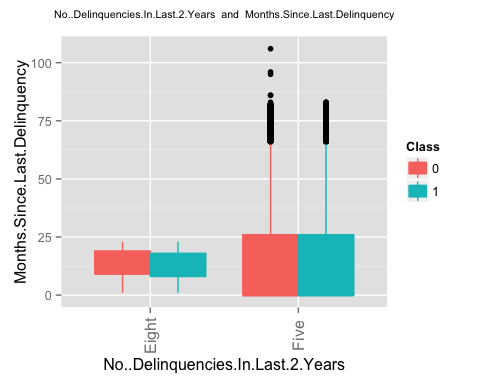 No..Delinquencies.In.Last.2.Years and Months.Since.Last.Delinquency
Months.Since.Last.Delinquency
100
75
50
25
0
Eight
Five
No..Delinquencies.In.Last.2.Years
Class
0
1